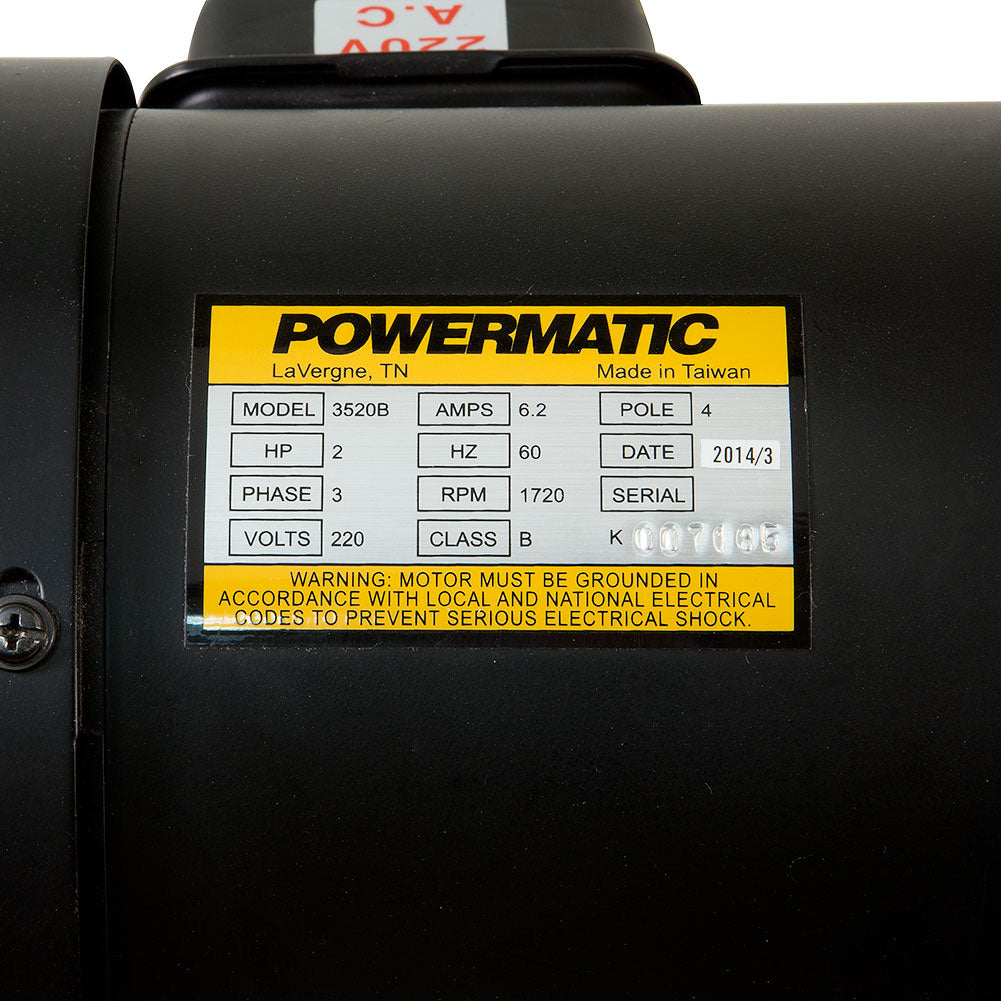 220V
A.C
POWERMATIC
LaVergne, TN Made in Taiwan
MODEL 3520B AMPS 6.2 POLE 4
HP 2 HZ 60 DATE 2014/3
PHASE 3 RPM 1720 SERIAL
VOLTS 220 CLASS B K 007185
WARNING: MOTOR MUST BE GROUNDED IN
ACCORDANCE WITH LOCAL AND NATIONAL ELECTRICAL
CODES TO PREVENT SERIOUS ELECTRICAL SHOCK.